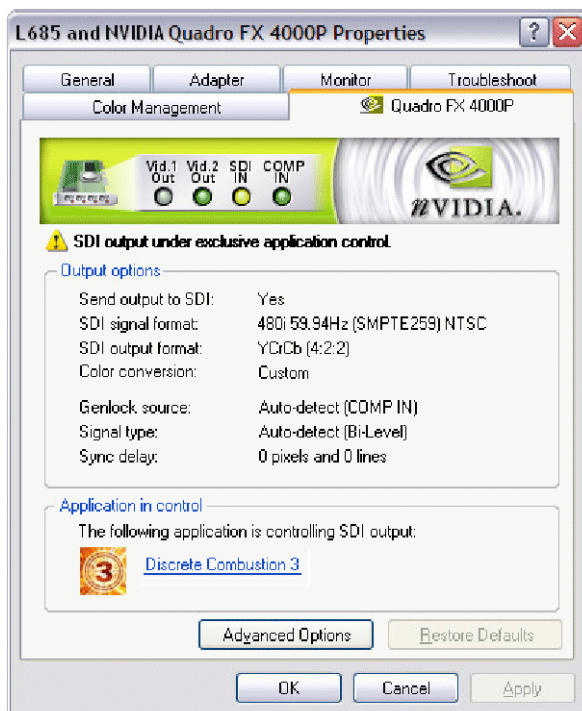 L685 and NVIDIA Quadro FX 4000P Properties
General Adapter Monitor Troubleshoot
Color Management Quadro FX 4000P
Vid.1 Out Vid.2 Out SDI IN COMP IN
nVIDIA.
SDI output under exclusive application control.
Output options
Send output to SDI: Yes
SDI signal format: 480i 59.94Hz (SMPTE259) NTSC
SDI output format: YCrCb (4:2:2)
Color conversion: Custom
Genlock source: Auto-detect (COMP IN)
Signal type: Auto-detect (Bi-Level)
Sync delay: 0 pixels and 0 lines
Application in control
The following application is controlling SDI output:
3 Discrete Combustion 3
Advanced Options Restore Defaults
OK Cancel Apply